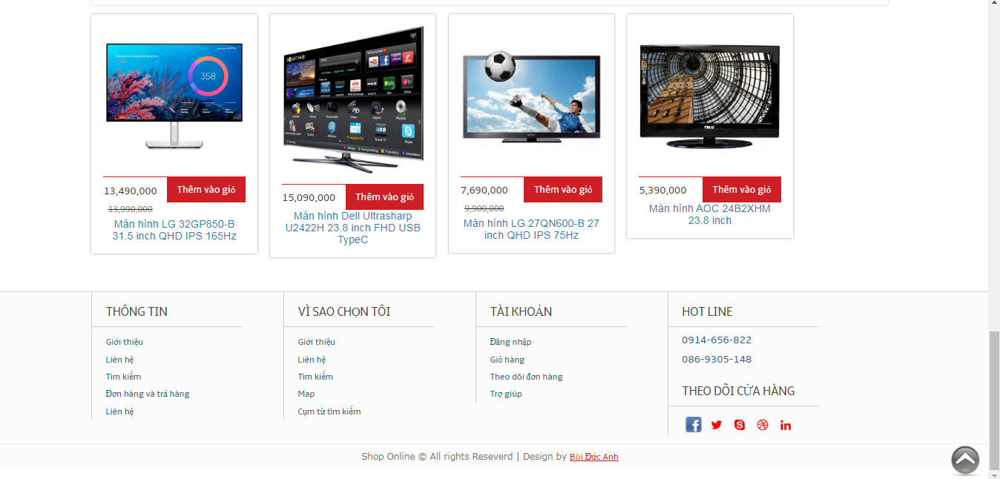 358
SMART HUB
TECO
13,490,000
Thêm vào giỏ
13,990,000
Màn hình LG 32GP850-B
31.5 inch QHD IPS 165Hz
15,090,000
Thêm vào giỏ
Màn hình Dell Ultrasharp
U2422H 23.8 inch FHD USB
TypeC
7,690,000
Thêm vào giỏ
9,900,000
Màn hình LG 27QN600-B 27
inch QHD IPS 75Hz
5,390,000
Thêm vào giỏ
Màn hình AOC 24B2XHM
23.8 inch
THÔNG TIN
Giới thiệu
Liên hệ
Tìm kiếm
Đơn hàng và trả hàng
Liên hệ
VÌ SAO CHỌN TÔI
Giới thiệu
Liên hệ
Tìm kiếm
Map
Cụm từ tìm kiếm
TÀI KHOẢN
Đăng nhập
Giỏ hàng
Theo dõi đơn hàng
Trợ giúp
HOT LINE
0914-656-822
086-9305-148
THEO DÕI CỬA HÀNG
Shop Online © All rights Reseverd | Design by Bùi Đức Anh